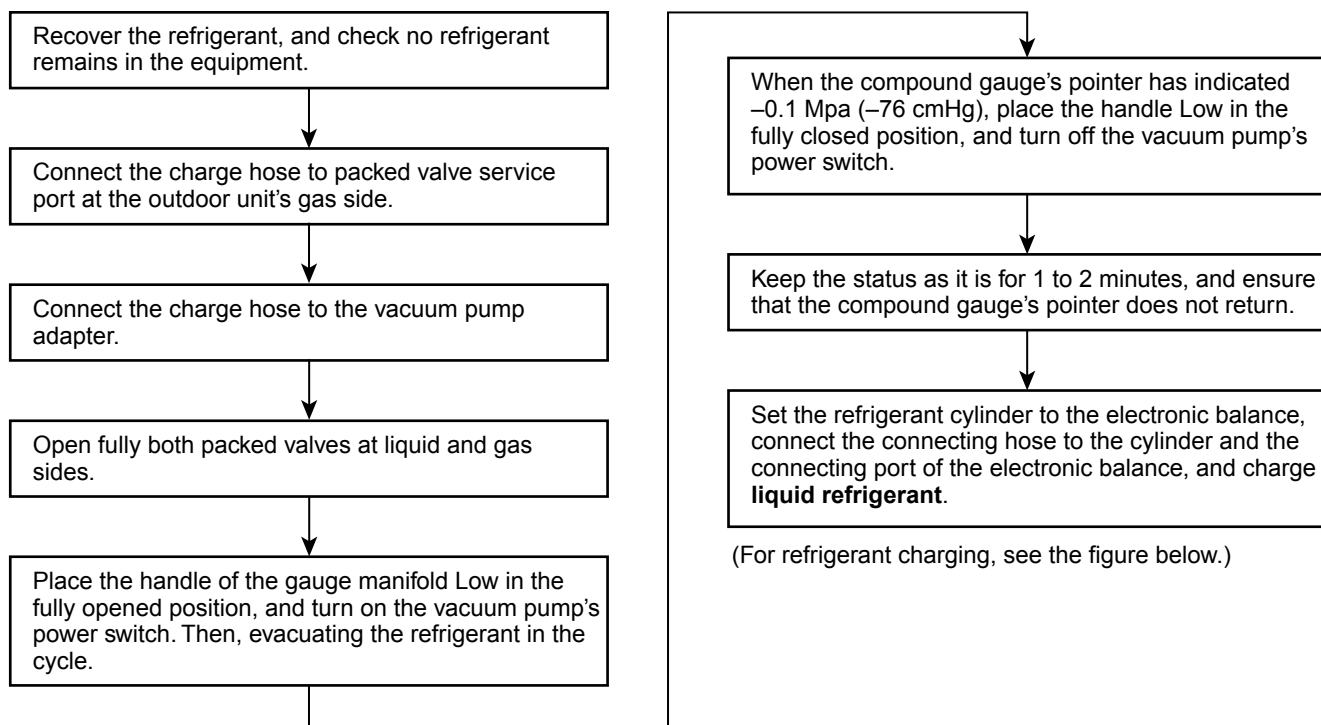 Recover the refrigerant, and check no refrigerant
remains in the equipment.
Connect the charge hose to packed valve service
port at the outdoor unit's gas side.
Connect the charge hose to the vacuum pump
adapter.
Open fully both packed valves at liquid and gas
sides.
Place the handle of the gauge manifold Low in the
fully opened position, and turn on the vacuum pump's
power switch. Then, evacuating the refrigerant in the
cycle.
When the compound gauge's pointer has indicated
–0.1 Mpa (–76 cmHg), place the handle Low in the
fully closed position, and turn off the vacuum pump's
power switch.
Keep the status as it is for 1 to 2 minutes, and ensure
that the compound gauge's pointer does not return.
Set the refrigerant cylinder to the electronic balance,
connect the connecting hose to the cylinder and the
connecting port of the electronic balance, and charge
liquid refrigerant.
(For refrigerant charging, see the figure below.)